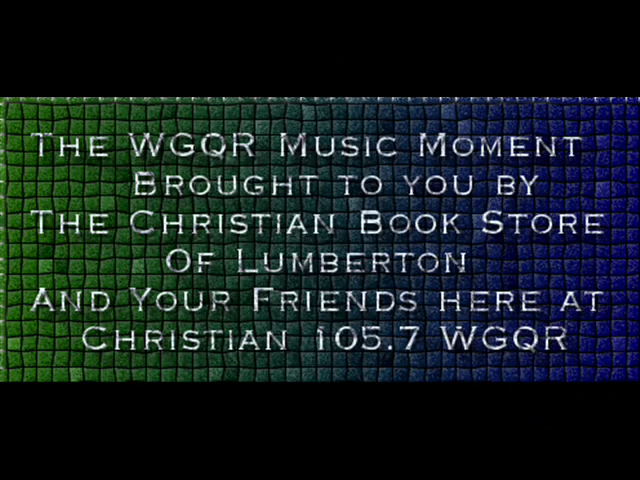 The WGQR Music Moment
Brought to you by
The Christian Book Store
Of Lumberton
And Your Friends here at
Christian 105.7 WGQR